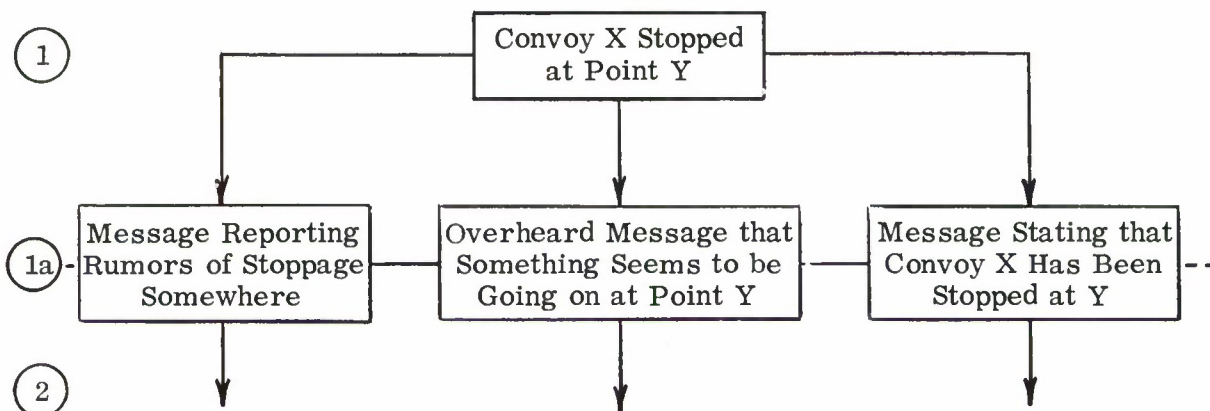 1
Convoy X Stopped
at Point Y
1a
Message Reporting
Rumors of Stoppage
Somewhere
Overheard Message that
Something Seems to be
Going on at Point Y
Message Stating that
Convoy X Has Been
Stopped at Y
2